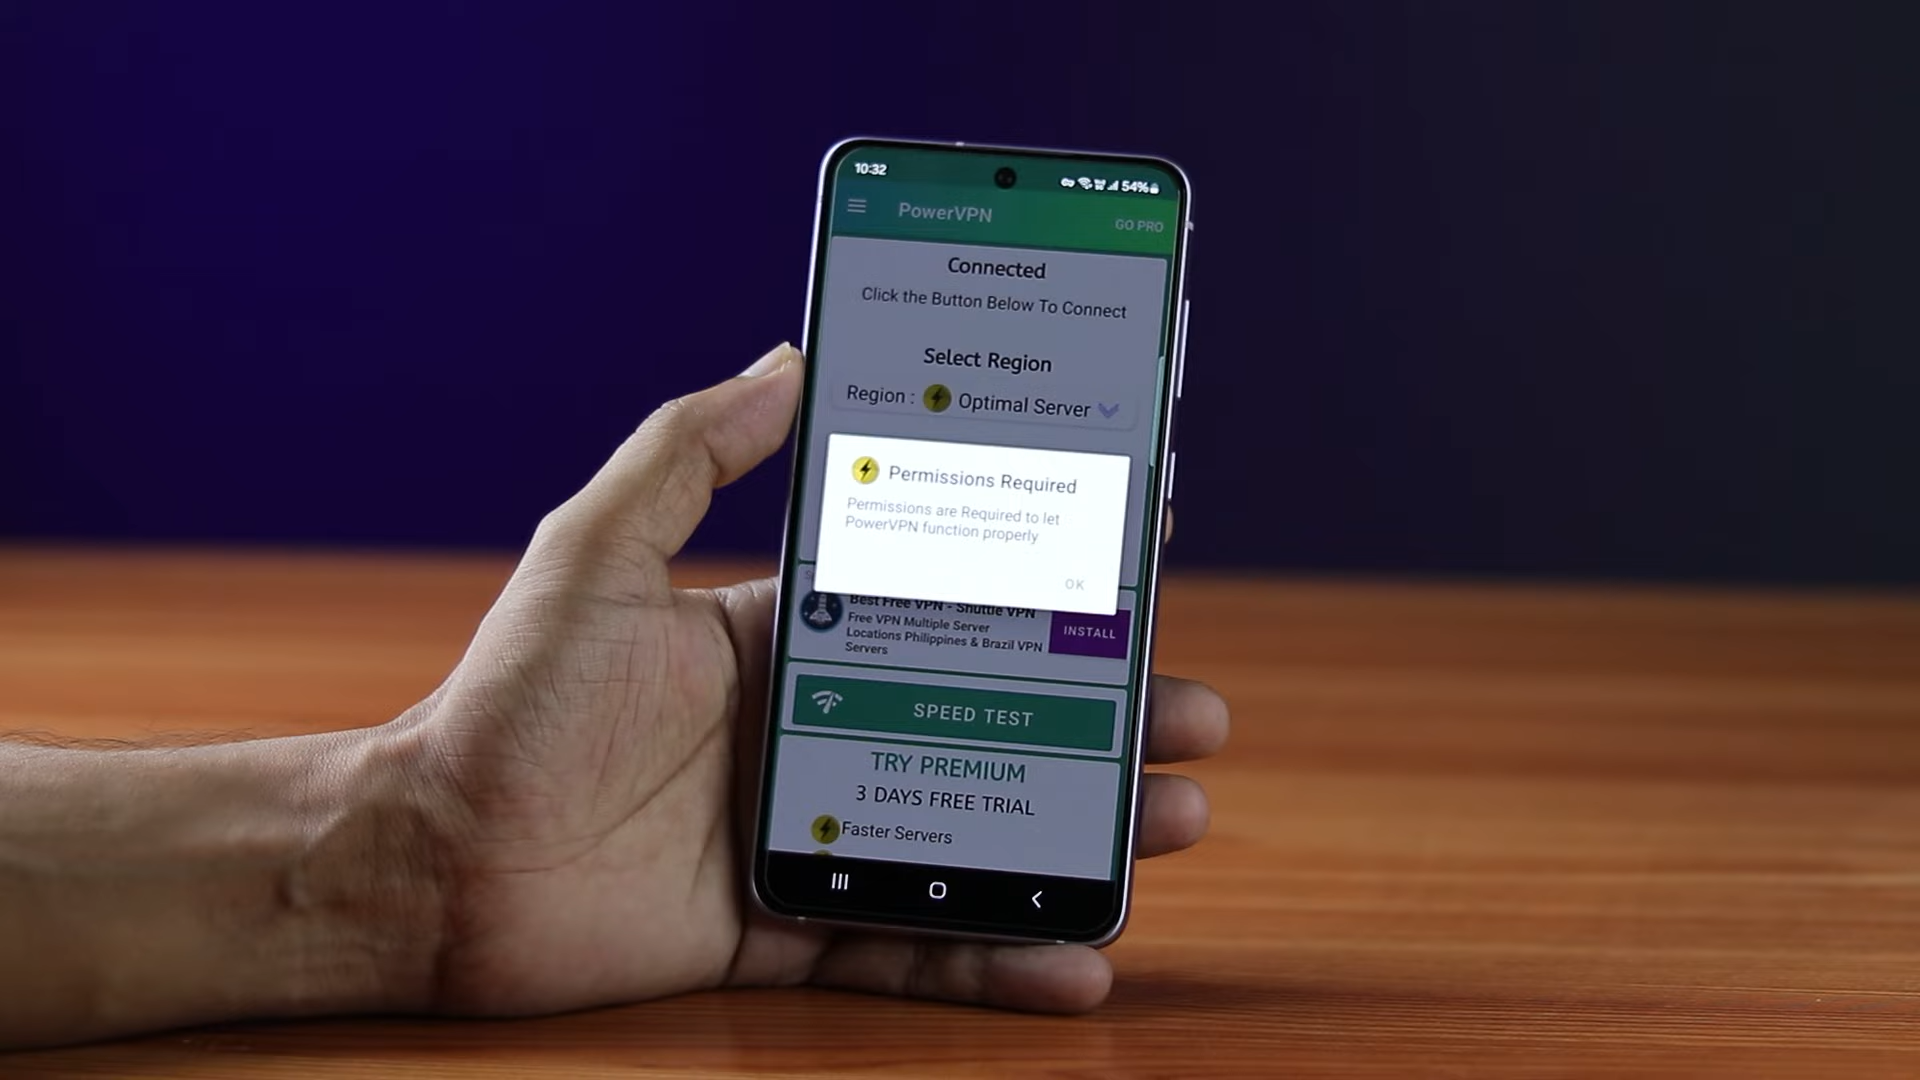 10:32
54%
PowerVPN
GO PRO
Connected
Click the Button Below To Connect
Select Region
Region : Optimal Server
Permissions Required
Permissions are Required to let
PowerVPN function properly
OK
Best Free VPN - Shuttle VPN
Free VPN Multiple Server
Locations Philippines & Brazil VPN
Servers
INSTALL
SPEED TEST
TRY PREMIUM
3 DAYS FREE TRIAL
Faster Servers